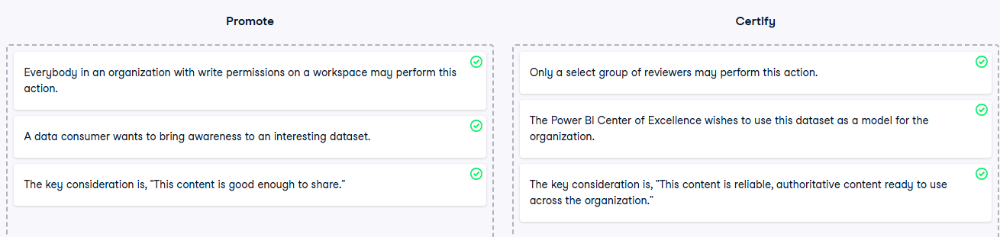 Promote
Everybody in an organization with write permissions on a workspace may perform this
action.
A data consumer wants to bring awareness to an interesting dataset.
The key consideration is, "This content is good enough to share."
Certify
Only a select group of reviewers may perform this action.
The Power BI Center of Excellence wishes to use this dataset as a model for the
organization.
The key consideration is, "This content is reliable, authoritative content ready to use
across the organization."